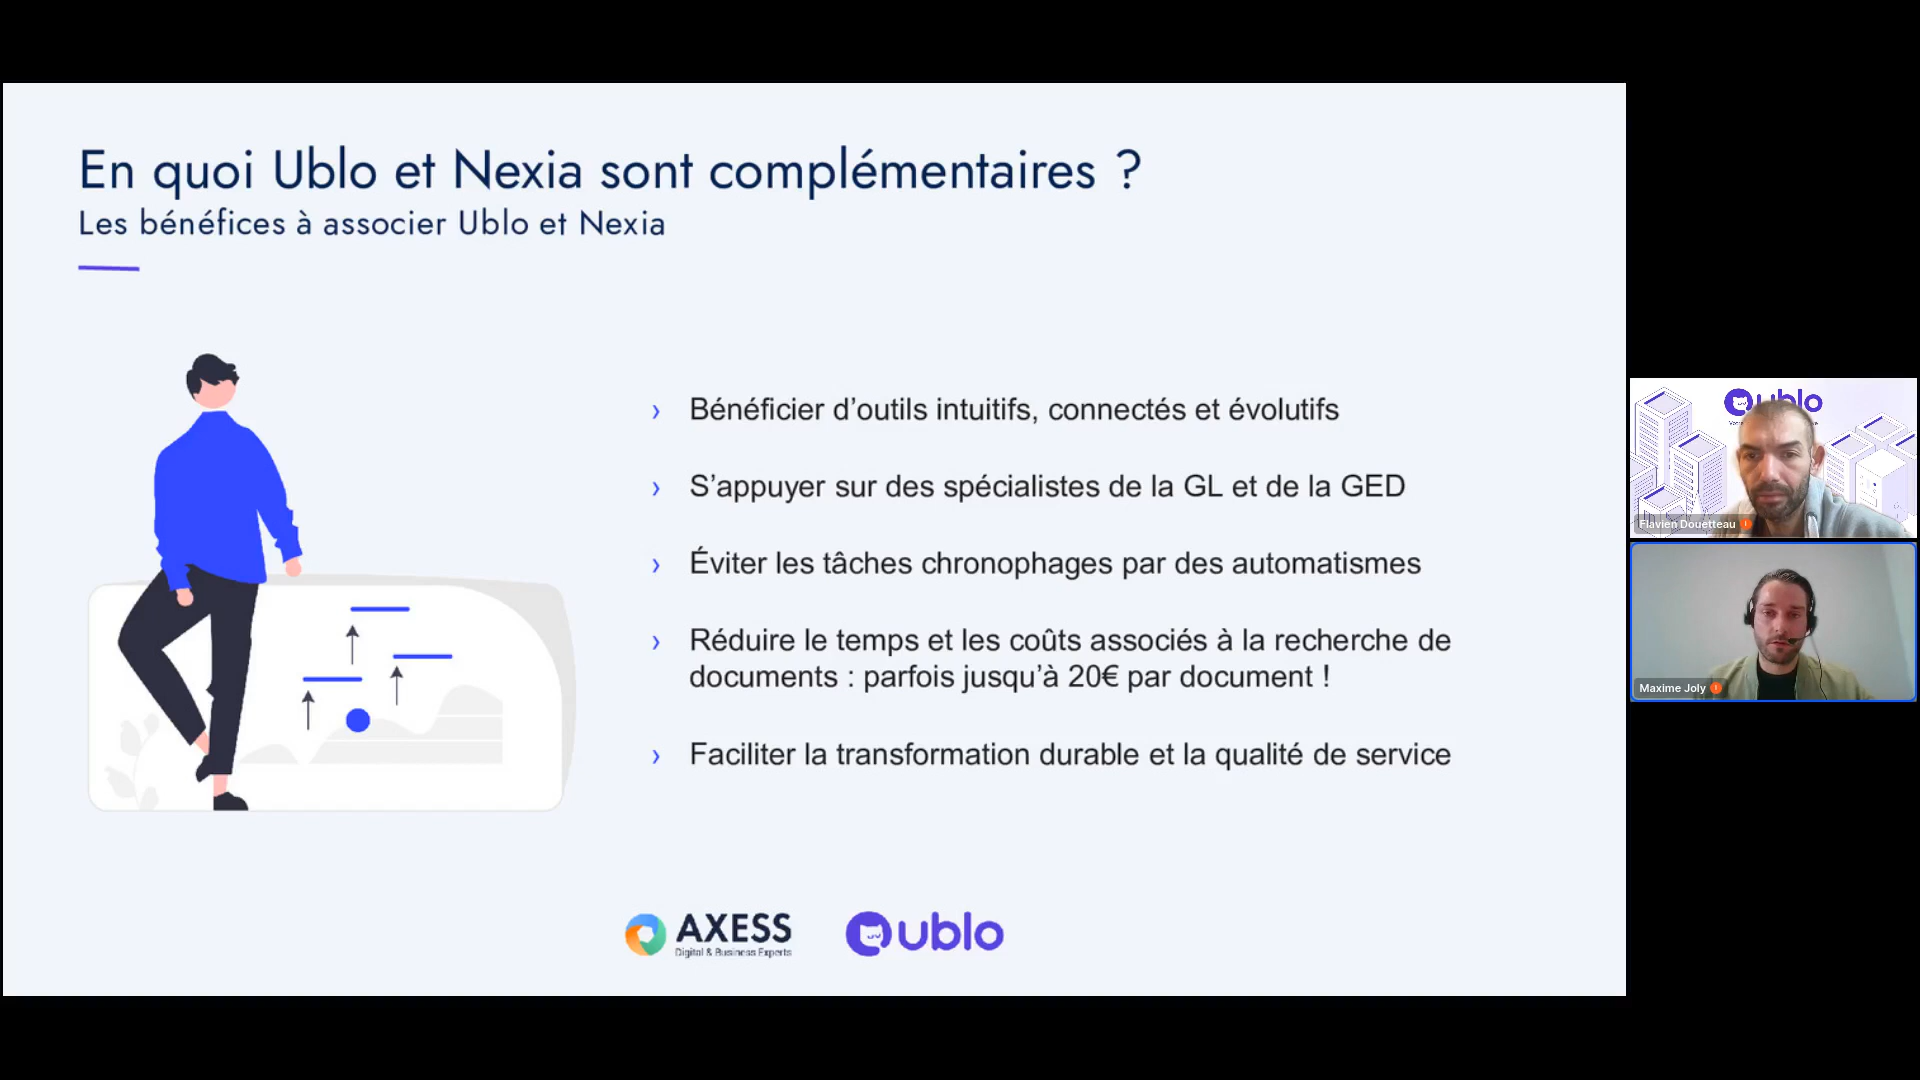 En quoi Ublo et Nexia sont complémentaires ?
Les bénéfices à associer Ublo et Nexia
› Bénéficier d’outils intuitifs, connectés et évolutifs
› S’appuyer sur des spécialistes de la GL et de la GED
› Éviter les tâches chronophages par des automatismes
› Réduire le temps et les coûts associés à la recherche de
documents : parfois jusqu’à 20€ par document !
› Faciliter la transformation durable et la qualité de service
AXESS
Digital & Business Experts
ublo
ublo
Flavien Douetteau
Maxime Joly